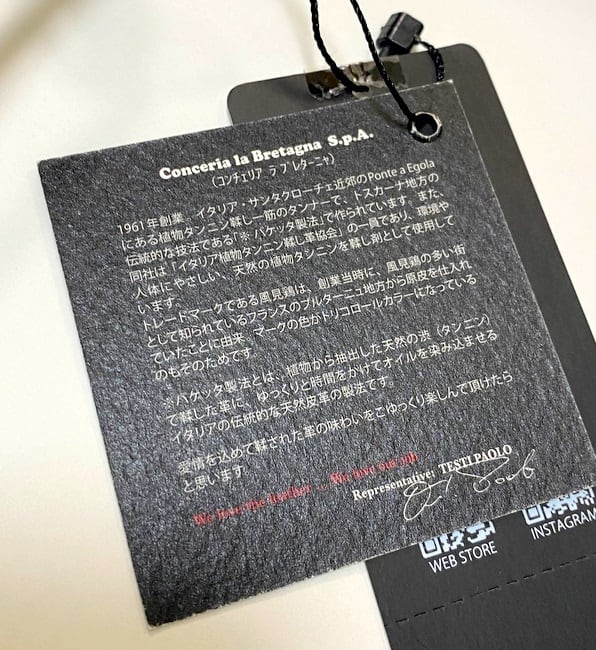 Conceria la Bretagna S.p.A.
(コンチェリア ラ ブレターニャ)
1961年創業 イタリア:サンタクローチェ近郊のPonte a Egola
にある植物タンニン鞣し一筋のタンナーで、トスカーナ地方の
伝統的な技法である「※バケッタ製法」で作られています。また、
同社は「イタリア植物タンニン鞣し革協会」の一員であり、環境や
人体にやさしい、天然の植物タンニンを鞣し剤として使用して
います。
トレードマークである風見鶏は、創業当時に、風見鶏の多い街
として知られているフランスのブルターニュ地方から原皮を仕入れ
ていたことに由来、マークの色がトリコロールカラーになっている
のもそのためです。
※バケッタ製法とは、植物から抽出した天然の渋(タンニン)
で鞣した革に、ゆっくりと時間をかけてオイルを染み込ませる
イタリアの伝統的な天然皮革の製法です。
愛情を込めて鞣された革の味わいをごゆっくり楽しんで頂けたら
と思います
We love the leather ... We love our job
Representative: TESTI PAOLO
WEB STORE
INSTAGRAM